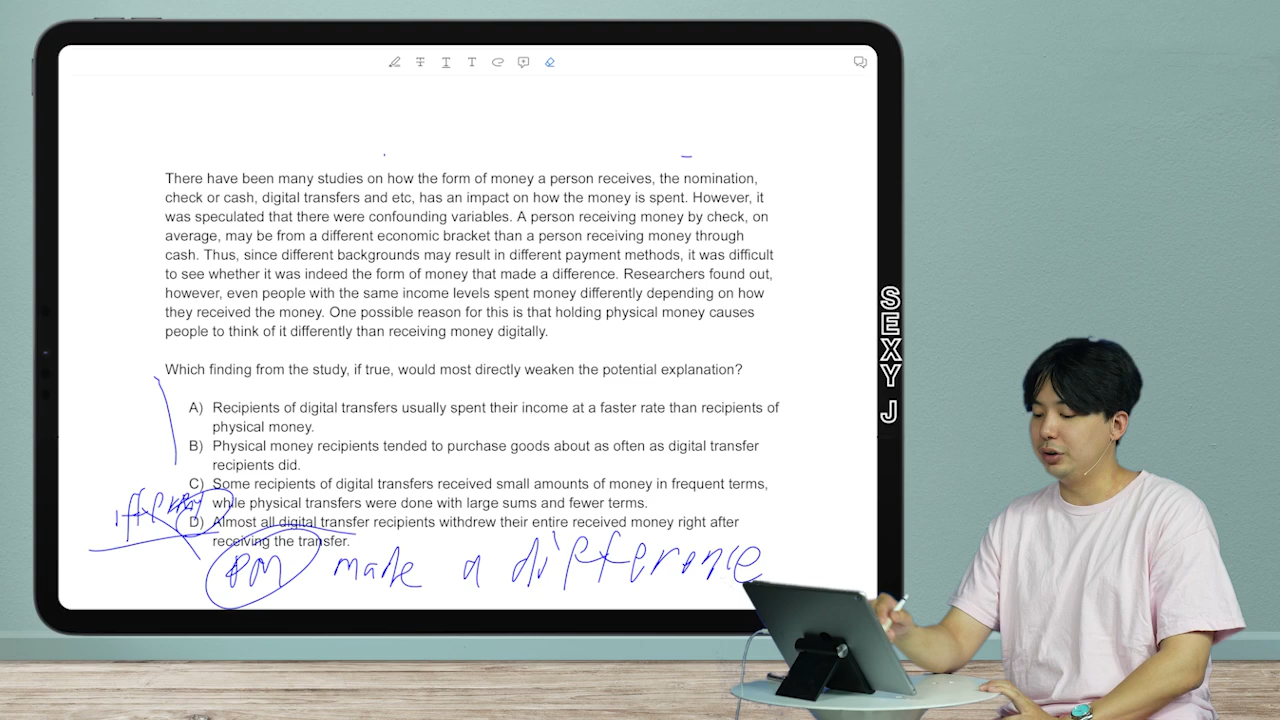 There have been many studies on how the form of money a person receives, the nomination,
check or cash, digital transfers and etc, has an impact on how the money is spent. However, it
was speculated that there were confounding variables. A person receiving money by check, on
average, may be from a different economic bracket than a person receiving money through
cash. Thus, since different backgrounds may result in different payment methods, it was difficult
to see whether it was indeed the form of money that made a difference. Researchers found out,
however, even people with the same income levels spent money differently depending on how
they received the money. One possible reason for this is that holding physical money causes
people to think of it differently than receiving money digitally.
Which finding from the study, if true, would most directly weaken the potential explanation?
A) Recipients of digital transfers usually spent their income at a faster rate than recipients of
physical money.
B) Physical money recipients tended to purchase goods about as often as digital transfer
recipients did.
C) Some recipients of digital transfers received small amounts of money in frequent terms,
while physical transfers were done with large sums and fewer terms.
D) Almost all digital transfer recipients withdrew their entire received money right after
receiving the transfer.
PM made a difference
SEXY J